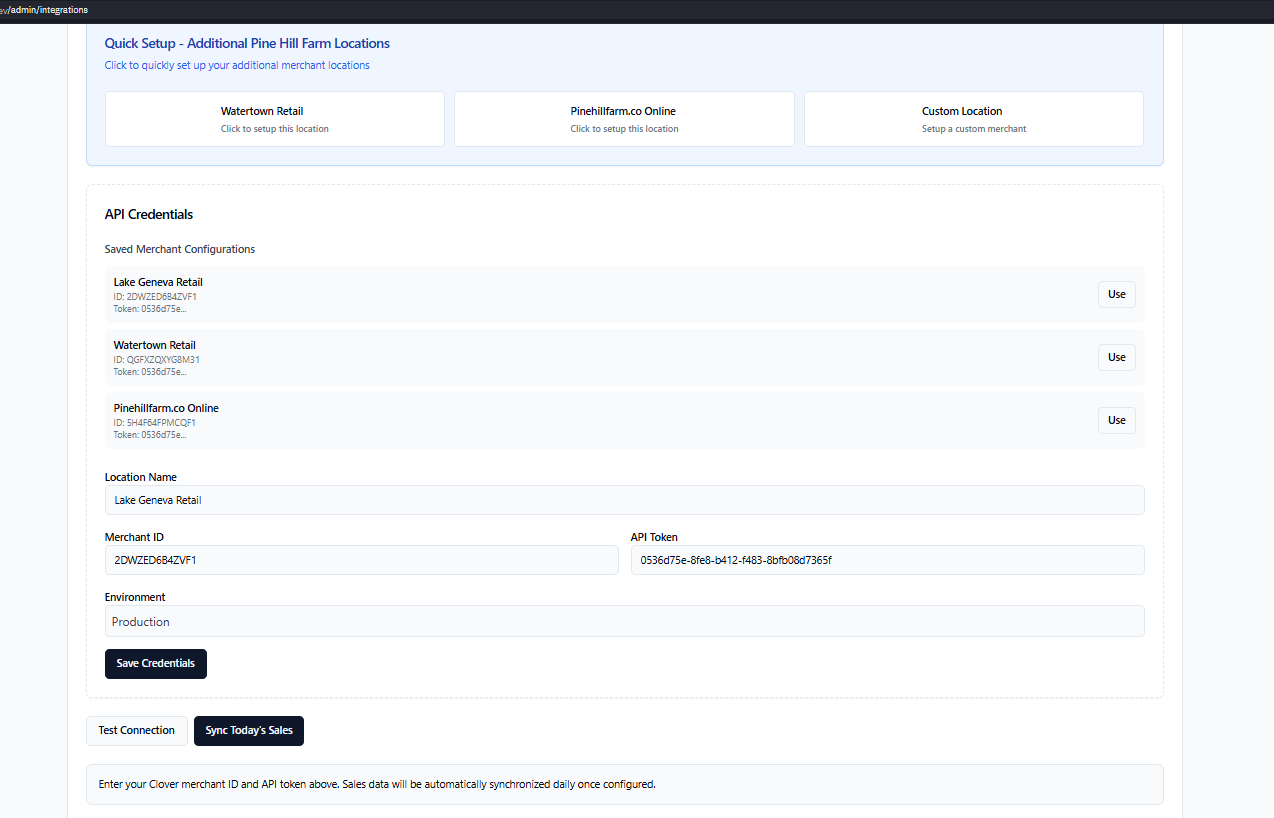 ev/admin/integrations
Quick Setup - Additional Pine Hill Farm Locations
Click to quickly set up your additional merchant locations
Watertown Retail
Click to setup this location
Pinehillfarm.co Online
Click to setup this location
Custom Location
Setup a custom merchant
API Credentials
Saved Merchant Configurations
Lake Geneva Retail
ID: 2DWZED6B4ZVF1
Token: 0536d75e...
Use
Watertown Retail
ID: QGFXZQXYG8M31
Token: 0536d75e...
Use
Pinehillfarm.co Online
ID: 5H4F64FPMCQF1
Token: 0536d75e...
Use
Location Name
Lake Geneva Retail
Merchant ID
2DWZED6B4ZVF1
API Token
0536d75e-8fe8-b412-f483-8bfb08d7365f
Environment
Production
Save Credentials
Test Connection
Sync Today's Sales
Enter your Clover merchant ID and API token above. Sales data will be automatically synchronized daily once configured.